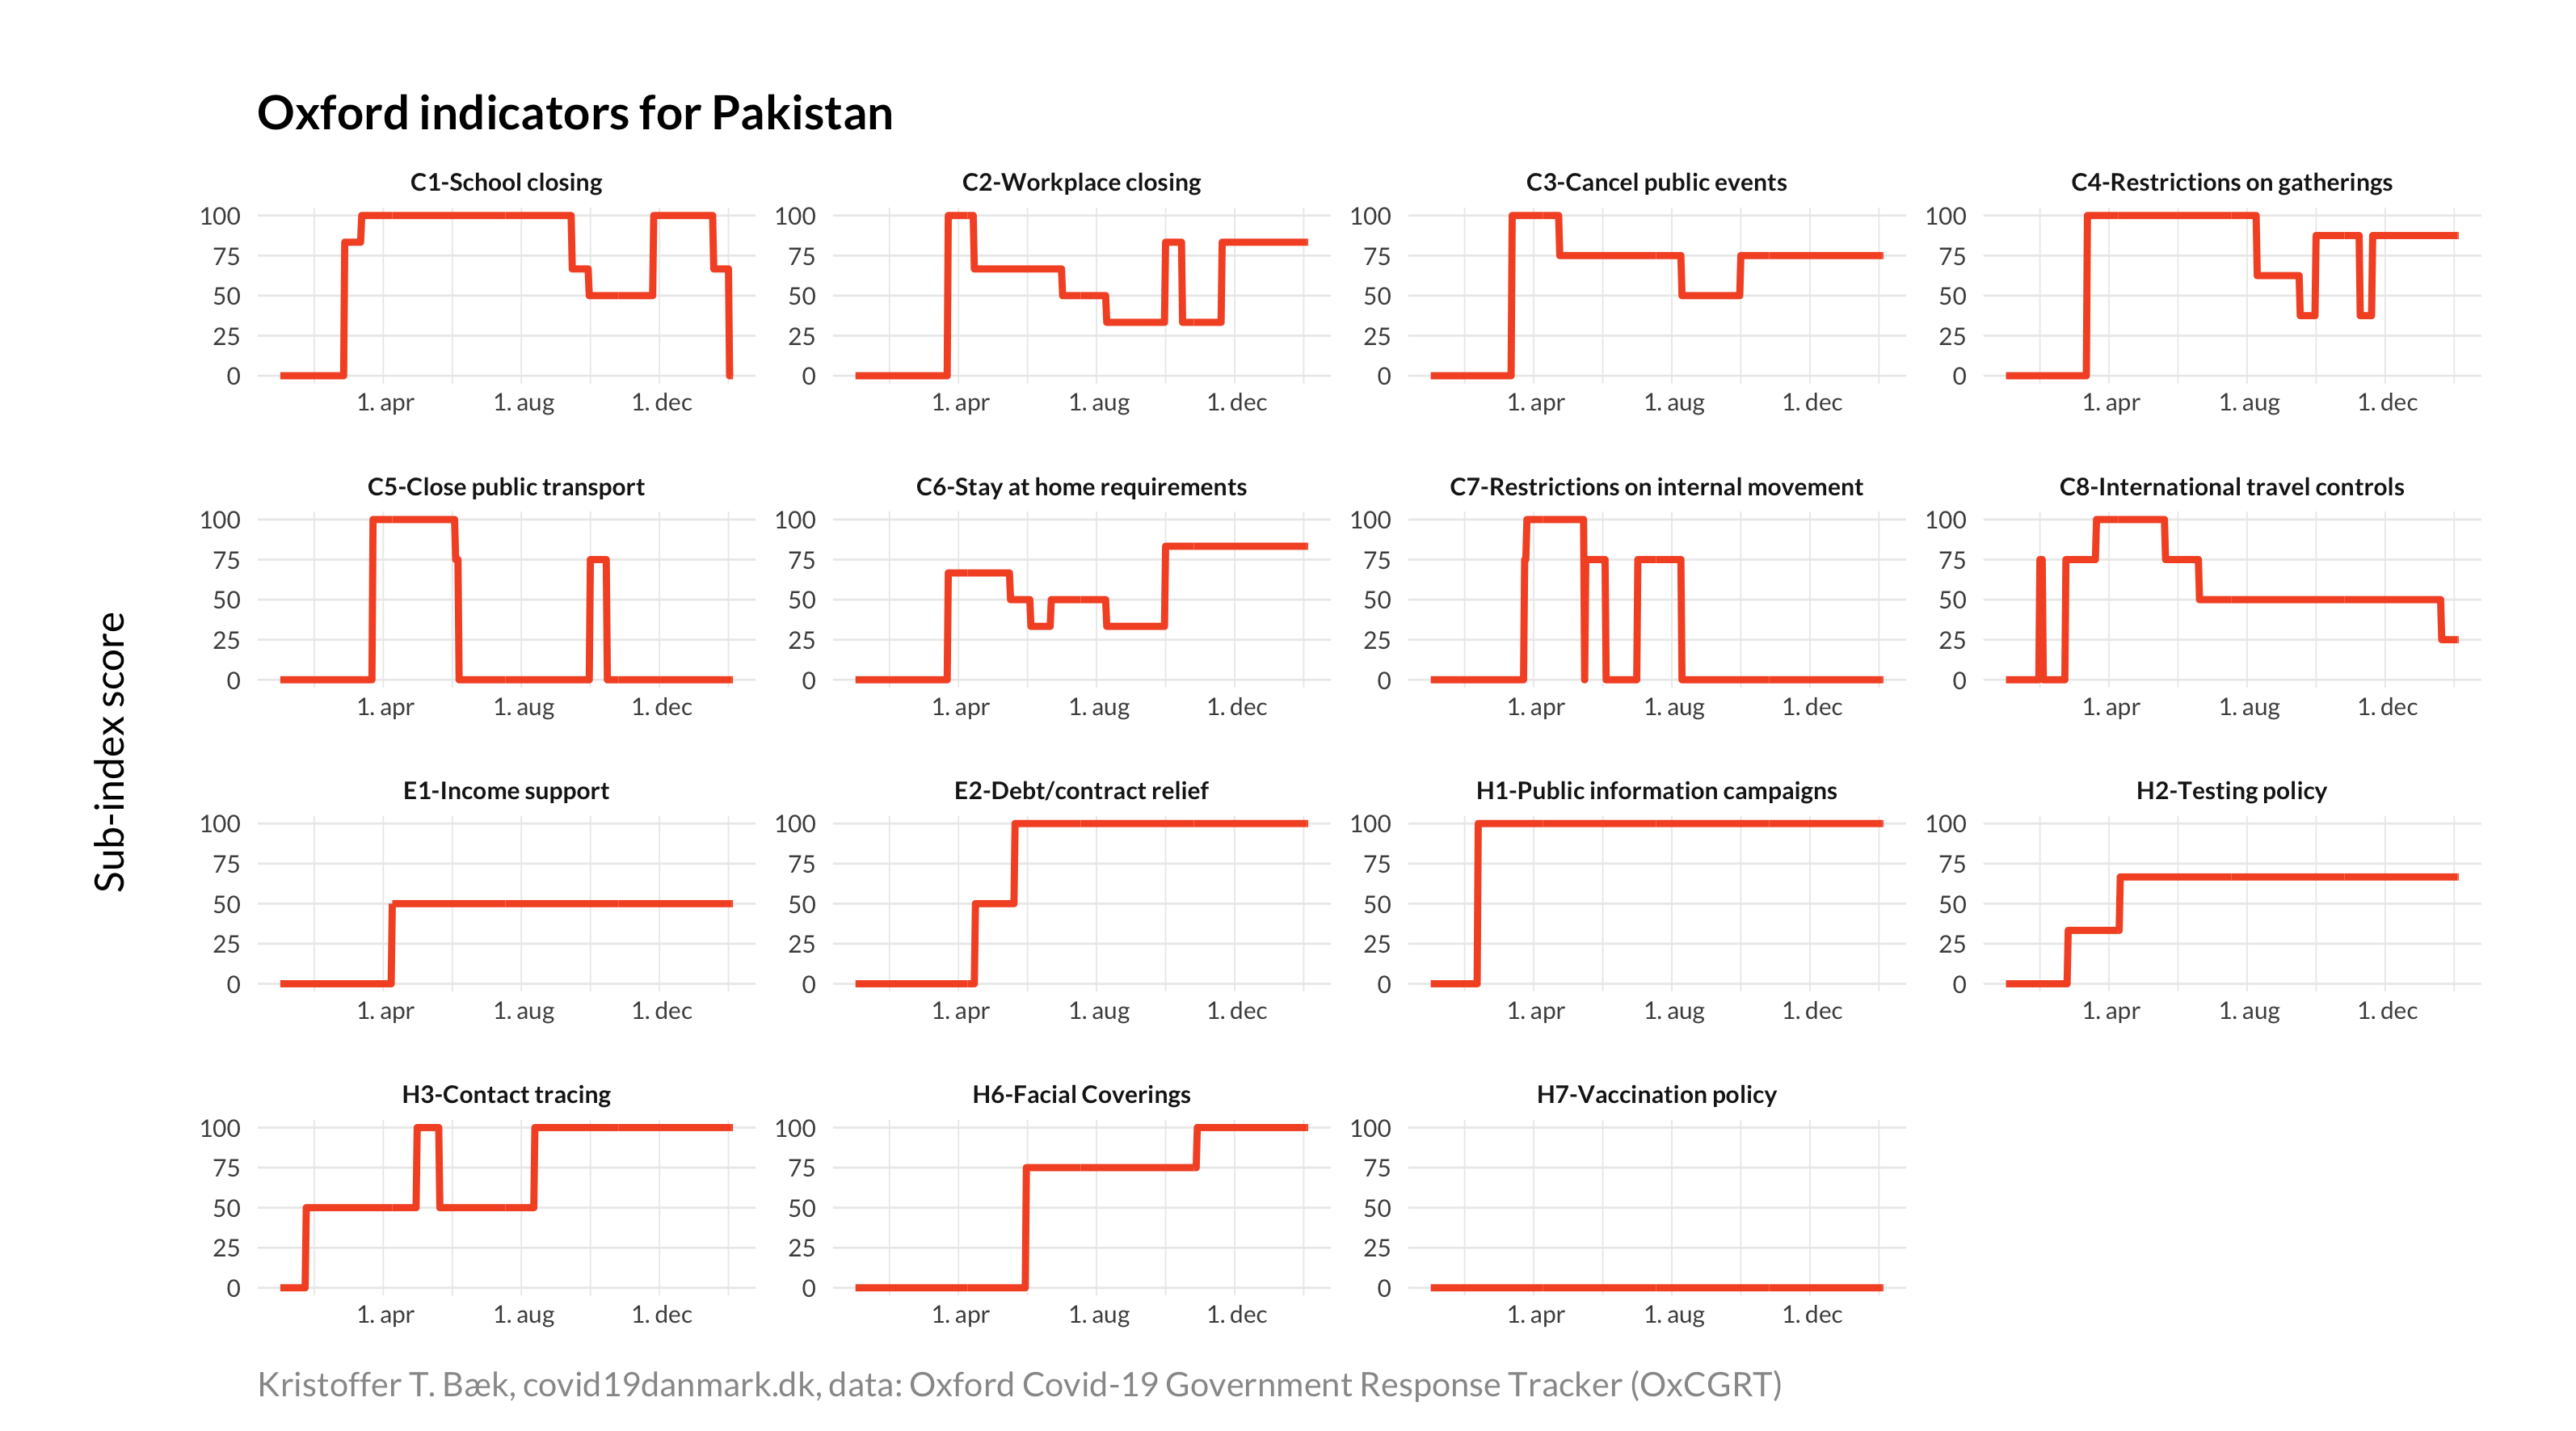 Oxford indicators for Pakistan
Sub-index score
C1-School closing
100
75
50
25
0
1. apr 1. aug 1. dec
C2-Workplace closing
100
75
50
25
0
1. apr 1. aug 1. dec
C3-Cancel public events
100
75
50
25
0
1. apr 1. aug 1. dec
C4-Restrictions on gatherings
100
75
50
25
0
1. apr 1. aug 1. dec
C5-Close public transport
100
75
50
25
0
1. apr 1. aug 1. dec
C6-Stay at home requirements
100
75
50
25
0
1. apr 1. aug 1. dec
C7-Restrictions on internal movement
100
75
50
25
0
1. apr 1. aug 1. dec
C8-International travel controls
100
75
50
25
0
1. apr 1. aug 1. dec
E1-Income support
100
75
50
25
0
1. apr 1. aug 1. dec
E2-Debt/contract relief
100
75
50
25
0
1. apr 1. aug 1. dec
H1-Public information campaigns
100
75
50
25
0
1. apr 1. aug 1. dec
H2-Testing policy
100
75
50
25
0
1. apr 1. aug 1. dec
H3-Contact tracing
100
75
50
25
0
1. apr 1. aug 1. dec
H6-Facial Coverings
100
75
50
25
0
1. apr 1. aug 1. dec
H7-Vaccination policy
100
75
50
25
0
1. apr 1. aug 1. dec
Kristoffer T. Bæk, covid19danmark.dk, data: Oxford Covid-19 Government Response Tracker (OxCGRT)